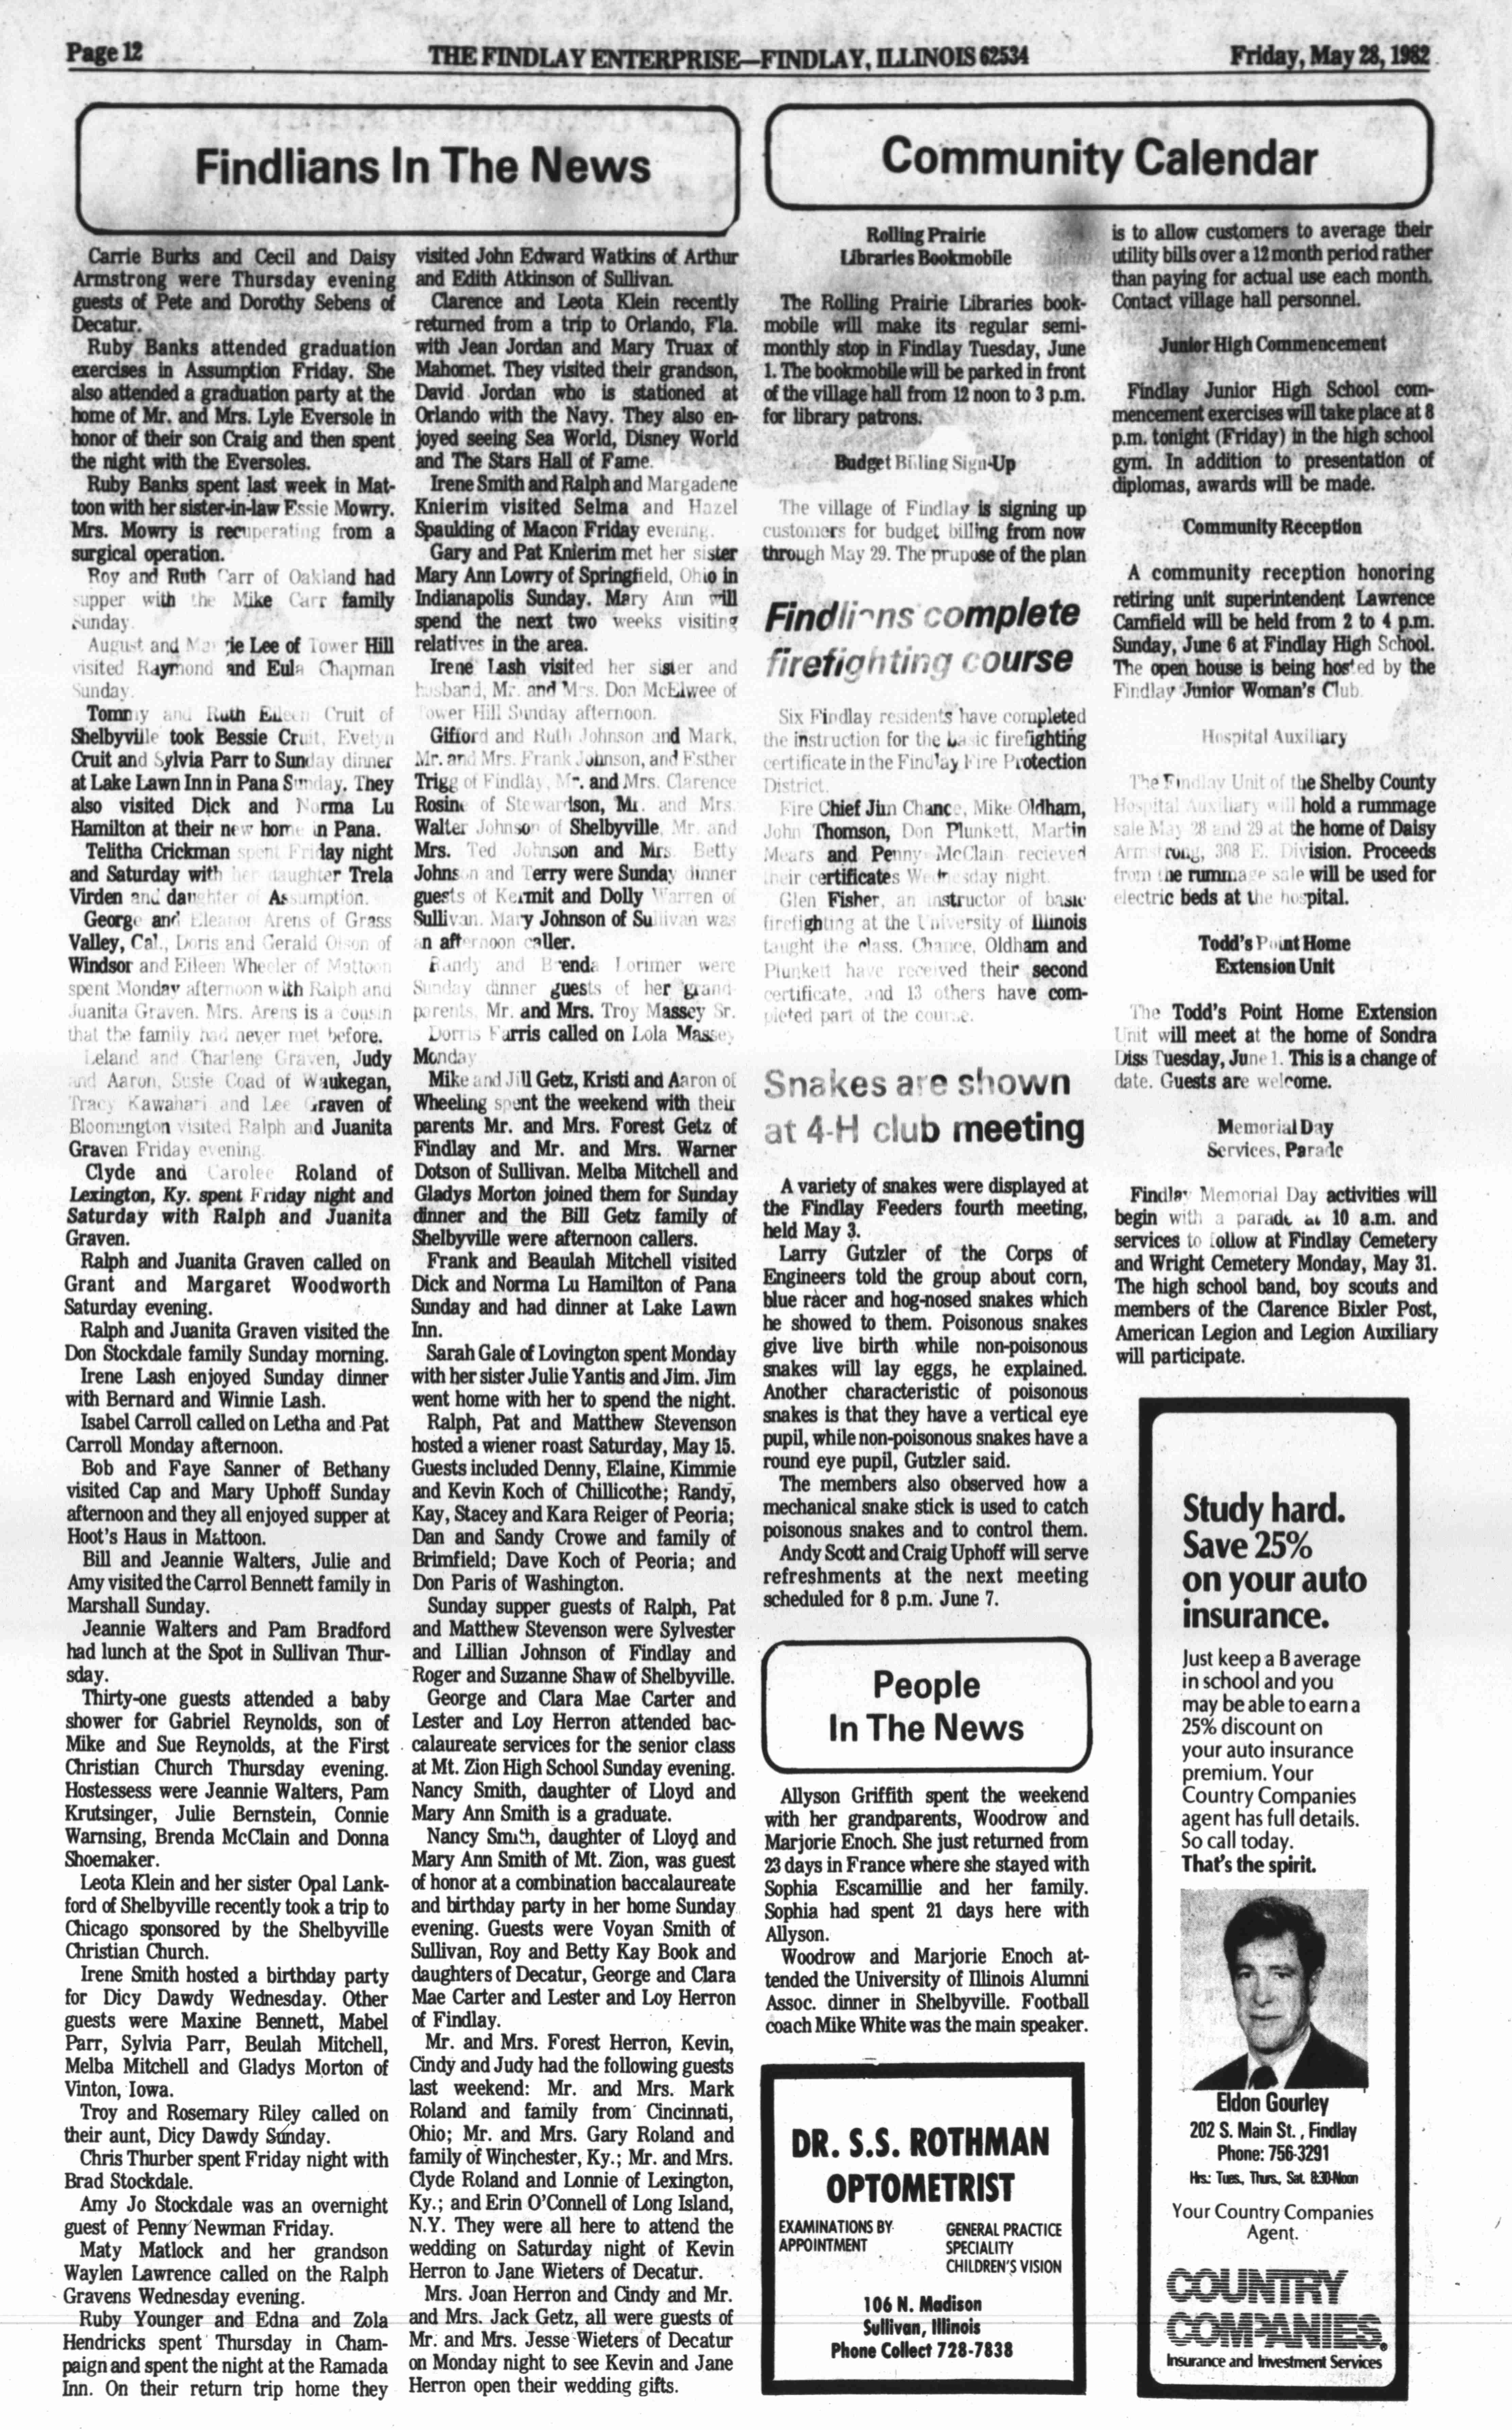 Page 12
THE FINDLAY ENTERPRISE—FINDLAY, ILLINOIS 62534
Friday, May 28, 1982
Findlians In The News
Carrie Burks and Cecil and Daisy
Armstrong were Thursday evening
guests of Pete and Dorothy Sebens of
Decatur.
Ruby Banks attended graduation
exercises in Assumption Friday. She
also attended a graduation party at the
home of Mr. and Mrs. Lyle Eversole in
honor of their son Craig and then spent
the night with the Eversoles.
Ruby Banks spent last week in Mat-
toon with her sister-in-law Essie Mowry.
Mrs. Mowry is recuperating from a
surgical operation.
Roy and Ruth Carr of Oakland had
supper with the Mike Carr family
Sunday.
August and Marie Lee of Tower Hill
visited Raymond and Eula Chapman
Sunday.
Tommy and Ruth Eileen Cruit of
Shelbyville took Bessie Cruit, Evelyn
Cruit and Sylvia Parr to Sunday dinner
at Lake Lawn Inn in Pana Sunday. They
also visited Dick and Norma Lu
Hamilton at their new home in Pana.
Telitha Crickman spent Friday night
and Saturday with her daughter Trela
Virden and daughter of Assumption.
George and Eleanor Arens of Grass
Valley, Cal., Doris and Gerald Olson of
Windsor and Eileen Wheeler of Mattoon
spent Monday afternoon with Ralph and
Juanita Graven. Mrs. Arens is a cousin
that the family had never met before.
Leland and Charlene Graven, Judy
and Aaron, Susie Coad of Waukegan,
Tracy Kawahari and Lee Graven of
Bloomington visited Ralph and Juanita
Graven Friday evening.
Clyde and Carolee Roland of
Lexington, Ky. spent Friday night and
Saturday with Ralph and Juanita
Graven.
Ralph and Juanita Graven called on
Grant and Margaret Woodworth
Saturday evening.
Ralph and Juanita Graven visited the
Don Stockdale family Sunday morning.
Irene Lash enjoyed Sunday dinner
with Bernard and Winnie Lash.
Isabel Carroll called on Letha and Pat
Carroll Monday afternoon.
Bob and Faye Sanner of Bethany
visited Cap and Mary Uphoff Sunday
afternoon and they all enjoyed supper at
Hoot's Haus in Mattoon.
Bill and Jeannie Walters, Julie and
Amy visited the Carrol Bennett family in
Marshall Sunday.
Jeannie Walters and Pam Bradford
had lunch at the Spot in Sullivan Thur-
sday.
Thirty-one guests attended a baby
shower for Gabriel Reynolds, son of
Mike and Sue Reynolds, at the First
Christian Church Thursday evening.
Hostessess were Jeannie Walters, Pam
Krutsinger, Julie Bernstein, Connie
Warnsing, Brenda McClain and Donna
Shoemaker.
Leota Klein and her sister Opal Lank-
ford of Shelbyville recently took a trip to
Chicago sponsored by the Shelbyville
Christian Church.
Irene Smith hosted a birthday party
for Dicy Dawdy Wednesday. Other
guests were Maxine Bennett, Mabel
Parr, Sylvia Parr, Beulah Mitchell,
Melba Mitchell and Gladys Morton of
Vinton, Iowa.
Troy and Rosemary Riley called on
their aunt, Dicy Dawdy Sunday.
Chris Thurber spent Friday night with
Brad Stockdale.
Amy Jo Stockdale was an overnight
guest of Penny Newman Friday.
Maty Matlock and her grandson
Waylen Lawrence called on the Ralph
Gravens Wednesday evening.
Ruby Younger and Edna and Zola
Hendricks spent Thursday in Cham-
paign and spent the night at the Ramada
Inn. On their return trip home they
visited John Edward Watkins of Arthur
and Edith Atkinson of Sullivan.
Clarence and Leota Klein recently
returned from a trip to Orlando, Fla.
with Jean Jordan and Mary Truax of
Mahomet. They visited their grandson,
David Jordan who is stationed at
Orlando with the Navy. They also en-
joyed seeing Sea World, Disney World
and The Stars Hall of Fame.
Irene Smith and Ralph and Margadene
Knierim visited Selma and Hazel
Spaulding of Macon Friday evening.
Gary and Pat Knierim met her sister
Mary Ann Lowry of Springfield, Ohio in
Indianapolis Sunday. Mary Ann will
spend the next two weeks visiting
relatives in the area.
Irene Lash visited her sister and
husband, Mr. and Mrs. Don McElwee of
Tower Hill Sunday afternoon.
Gifford and Ruth Johnson and Mark,
Mr. and Mrs. Frank Johnson, and Esther
Trigg of Findlay, Mr. and Mrs. Clarence
Rosine of Stewardson, Mr. and Mrs.
Walter Johnson of Shelbyville, Mr. and
Mrs. Ted Johnson and Mrs. Betty
Johnson and Terry were Sunday dinner
guests of Kermit and Dolly Warren of
Sullivan. Mary Johnson of Sullivan was
an afternoon caller.
Randy and Brenda Lorimer were
Sunday dinner guests of her grand-
parents, Mr. and Mrs. Troy Massey Sr.
Dorris Farris called on Lola Massey
Monday
Mike and Jill Getz, Kristi and Aaron of
Wheeling spent the weekend with their
parents Mr. and Mrs. Forest Getz of
Findlay and Mr. and Mrs. Warner
Dotson of Sullivan. Melba Mitchell and
Gladys Morton joined them for Sunday
dinner and the Bill Getz family of
Shelbyville were afternoon callers.
Frank and Beaulah Mitchell visited
Dick and Norma Lu Hamilton of Pana
Sunday and had dinner at Lake Lawn
Inn.
Sarah Gale of Lovington spent Monday
with her sister Julie Yantis and Jim. Jim
went home with her to spend the night.
Ralph, Pat and Matthew Stevenson
hosted a wiener roast Saturday, May 15.
Guests included Denny, Elaine, Kimmie
and Kevin Koch of Chillicothe; Randy,
Kay, Stacey and Kara Reiger of Peoria;
Dan and Sandy Crowe and family of
Brimfield; Dave Koch of Peoria; and
Don Paris of Washington.
Sunday supper guests of Ralph, Pat
and Matthew Stevenson were Sylvester
and Lillian Johnson of Findlay and
Roger and Suzanne Shaw of Shelbyville.
George and Clara Mae Carter and
Lester and Loy Herron attended bac-
calaureate services for the senior class
at Mt. Zion High School Sunday evening.
Nancy Smith, daughter of Lloyd and
Mary Ann Smith is a graduate.
Nancy Smith, daughter of Lloyd and
Mary Ann Smith of Mt. Zion, was guest
of honor at a combination baccalaureate
and birthday party in her home Sunday
evening. Guests were Voyan Smith of
Sullivan, Roy and Betty Kay Book and
daughters of Decatur, George and Clara
Mae Carter and Lester and Loy Herron
of Findlay.
Mr. and Mrs. Forest Herron, Kevin,
Cindy and Judy had the following guests
last weekend: Mr. and Mrs. Mark
Roland and family from Cincinnati,
Ohio; Mr. and Mrs. Gary Roland and
family of Winchester, Ky.; Mr. and Mrs.
Clyde Roland and Lonnie of Lexington,
Ky.; and Erin O'Connell of Long Island,
N.Y. They were all here to attend the
wedding on Saturday night of Kevin
Herron to Jane Wieters of Decatur.
Mrs. Joan Herron and Cindy and Mr.
and Mrs. Jack Getz, all were guests of
Mr. and Mrs. Jesse Wieters of Decatur
on Monday night to see Kevin and Jane
Herron open their wedding gifts.
Community Calendar
Rolling Prairie
Libraries Bookmobile
The Rolling Prairie Libraries book-
mobile will make its regular semi-
monthly stop in Findlay Tuesday, June
1. The bookmobile will be parked in front
of the village hall from 12 noon to 3 p.m.
for library patrons.
Budget Billing Sign-Up
The village of Findlay is signing up
customers for budget billing from now
through May 29. The prupose of the plan
is to allow customers to average their
utility bills over a 12 month period rather
than paying for actual use each month.
Contact village hall personnel.
Junior High Commencement
Findlay Junior High School com-
mencement exercises will take place at 8
p.m. tonight (Friday) in the high school
gym. In addition to presentation of
diplomas, awards will be made.
Community Reception
A community reception honoring
retiring unit superintendent Lawrence
Camfield will be held from 2 to 4 p.m.
Sunday, June 6 at Findlay High School.
The open house is being hosted by the
Findlay Junior Woman's Club
Hospital Auxiliary
The Findlay Unit of the Shelby County
Hospital Auxiliary will hold a rummage
sale May 28 and 29 at the home of Daisy
Armstrong, 308 E. Division. Proceeds
from the rummage sale will be used for
electric beds at the hospital.
Todd's Point Home
Extension Unit
The Todd's Point Home Extension
Unit will meet at the home of Sondra
Diss Tuesday, June 1. This is a change of
date. Guests are welcome.
Memorial Day
Services, Parade
Findlay Memorial Day activities will
begin with a parade at 10 a.m. and
services to follow at Findlay Cemetery
and Wright Cemetery Monday, May 31.
The high school band, boy scouts and
members of the Clarence Bixler Post,
American Legion and Legion Auxiliary
will participate.
Findlians complete
firefighting course
Six Findlay residents have completed
the instruction for the basic firefighting
certificate in the Findlay Fire Protection
District.
Fire Chief Jim Chance, Mike Oldham,
John Thomson, Don Plunkett, Martin
Mears and Penny McClain recieved
their certificates Wednesday night.
Glen Fisher, an instructor of basic
firefighting at the University of Illinois
taught the class. Chance, Oldham and
Plunkett have received their second
certificate, and 13 others have com-
pleted part of the course.
Snakes are shown
at 4-H club meeting
A variety of snakes were displayed at
the Findlay Feeders fourth meeting,
held May 3.
Larry Gutzler of the Corps of
Engineers told the group about corn,
blue racer and hog-nosed snakes which
he showed to them. Poisonous snakes
give live birth while non-poisonous
snakes will lay eggs, he explained.
Another characteristic of poisonous
snakes is that they have a vertical eye
pupil, while non-poisonous snakes have a
round eye pupil, Gutzler said.
The members also observed how a
mechanical snake stick is used to catch
poisonous snakes and to control them.
Andy Scott and Craig Uphoff will serve
refreshments at the next meeting
scheduled for 8 p.m. June 7.
People
In The News
Allyson Griffith spent the weekend
with her grandparents, Woodrow and
Marjorie Enoch. She just returned from
23 days in France where she stayed with
Sophia Escamillie and her family.
Sophia had spent 21 days here with
Allyson.
Woodrow and Marjorie Enoch at-
tended the University of Illinois Alumni
Assoc. dinner in Shelbyville. Football
coach Mike White was the main speaker.
DR. S.S. ROTHMAN
OPTOMETRIST
EXAMINATIONS BY
APPOINTMENT
GENERAL PRACTICE
SPECIALITY
CHILDREN'S VISION
106 N. Madison
Sullivan, Illinois
Phone Collect 728-7838
Study hard.
Save 25%
on your auto
insurance.
Just keep a B average
in school and you
may be able to earn a
25% discount on
your auto insurance
premium. Your
Country Companies
agent has full details.
So call today.
That's the spirit.
Eldon Gourley
202 S. Main St., Findlay
Phone: 756-3291
Hrs.: Tues., Thurs., Sat. 8:30-Noon
Your Country Companies
Agent.
COUNTRY
COMPANIES®
Insurance and Investment Services